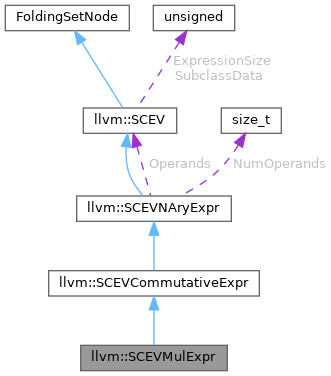 FoldingSetNode
unsigned
ExpressionSize
SubclassData
llvm::SCEV
size_t
Operands
NumOperands
llvm::SCEVNAryExpr
llvm::SCEVCommutativeExpr
llvm::SCEVMulExpr